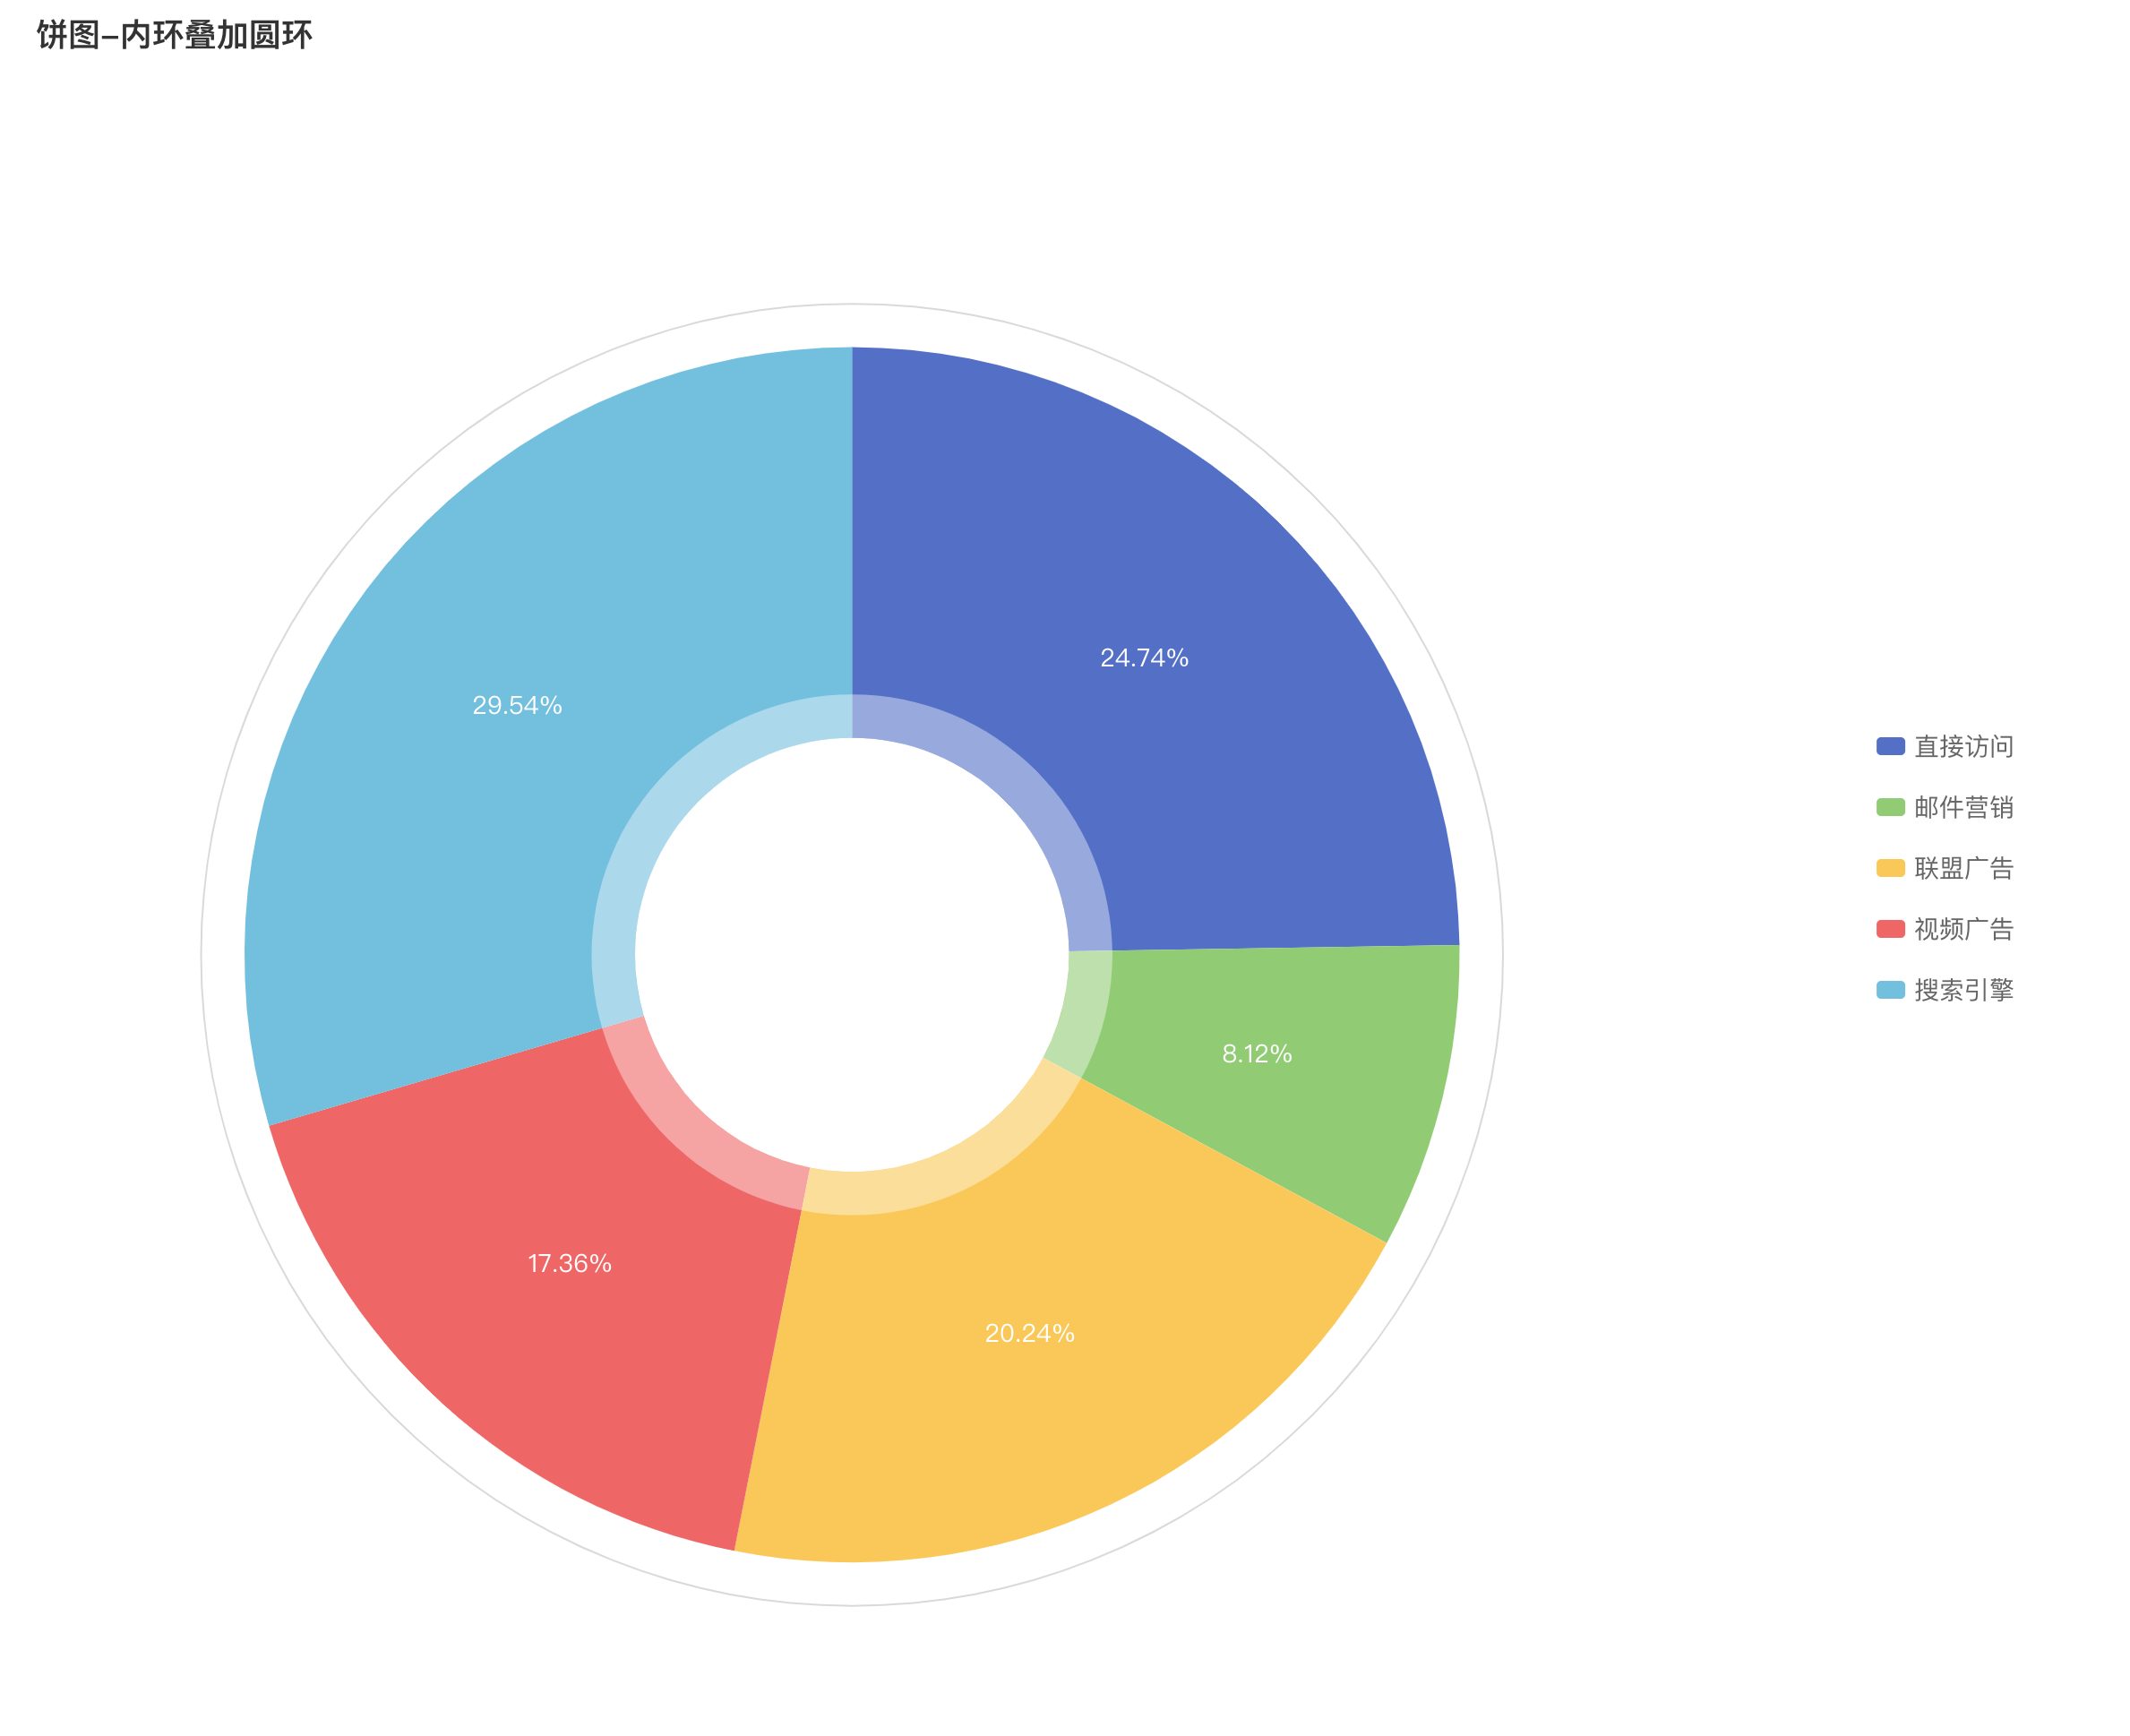 饼图-内环叠加圆环
24.74%
29.54%
8.12%
17.36%
20.24%
直接访问
邮件营销
联盟广告
视频广告
搜索引擎